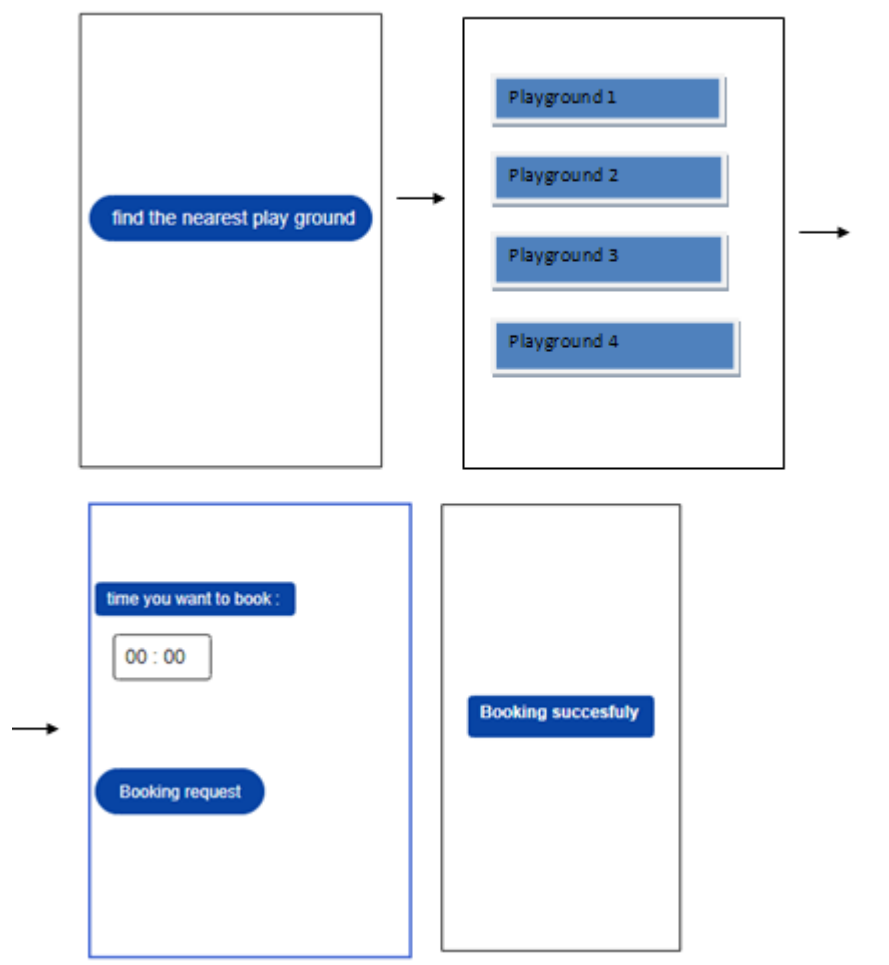 find the nearest play ground
Playground 1
Playground 2
Playground 3
Playground 4
time you want to book :
00 : 00
Booking request
Booking succesfuly